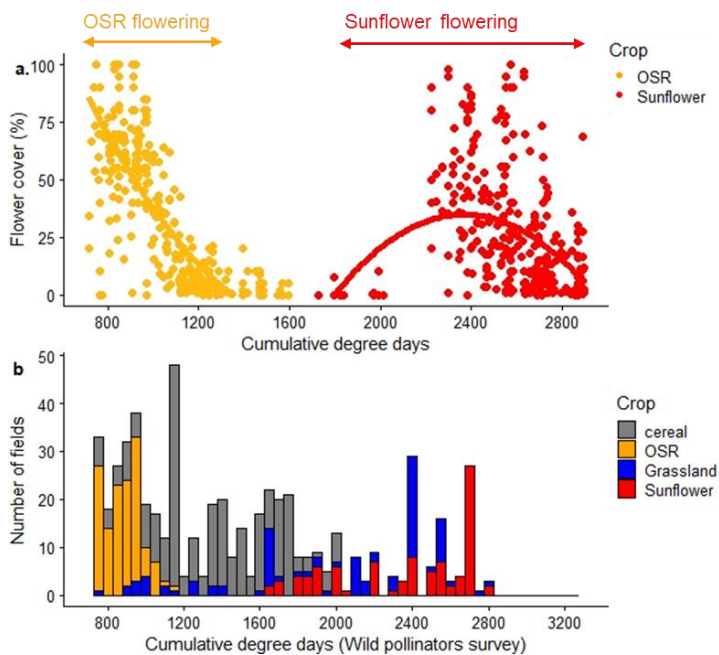 OSR flowering
Sunflower flowering
a.
100
75
50
25
0
Flower cover (%)
800 1200 1600 2000 2400 2800
Cumulative degree days
Crop
OSR
Sunflower
b
50
40
30
20
10
0
Number of fields
800 1200 1600 2000 2400 2800 3200
Cumulative degree days (Wild pollinators survey)
Crop
cereal
OSR
Grassland
Sunflower